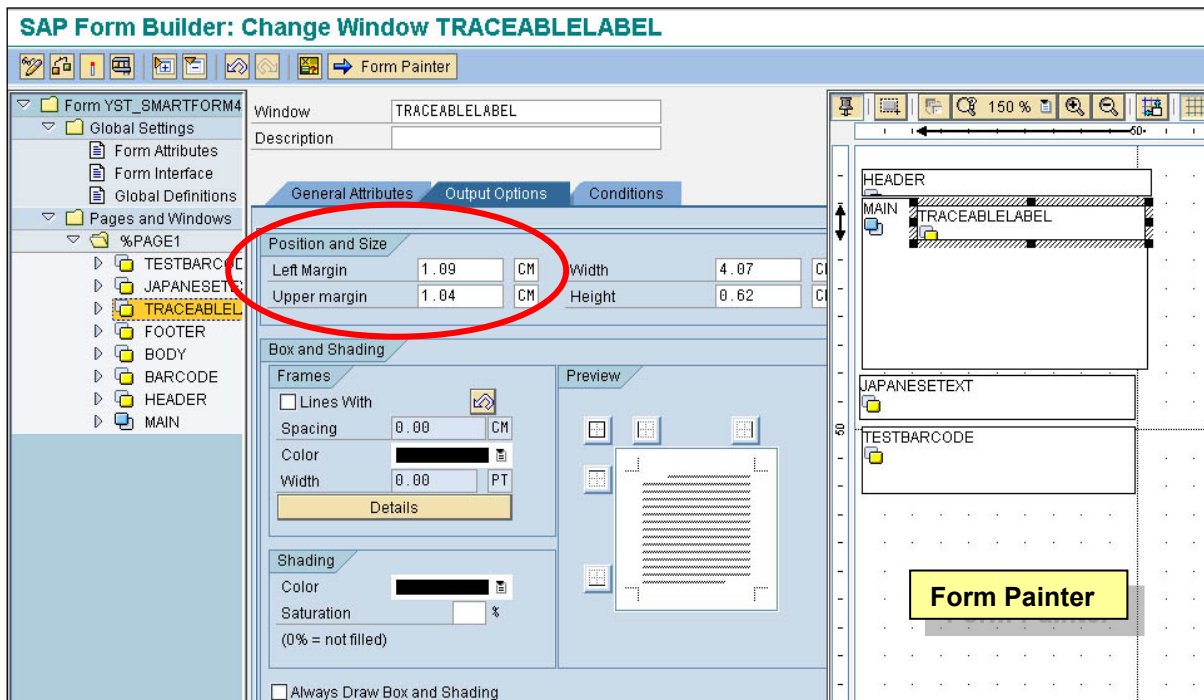 SAP Form Builder: Change Window TRACEABLELABEL
Form Painter
Form YST_SMARTFORM4
Global Settings
Form Attributes
Form Interface
Global Definitions
Pages and Windows
%PAGE1
TESTBARCODE
JAPANESETE
TRACEABLEL
FOOTER
BODY
BARCODE
HEADER
MAIN
Window TRACEABLELABEL
Description
General Attributes Output Options Conditions
Position and Size
Left Margin 1.09 CM Width 4.07
Upper margin 1.04 CM Height 0.62
Box and Shading
Frames
Lines With
Spacing 0.00 CM
Color
Width 0.00 PT
Details
Preview
Shading
Color
Saturation %
(0% = not filled)
Always Draw Box and Shading
150 %
50
HEADER
MAIN
TRACEABLELABEL
JAPANESETEXT
50
TESTBARCODE
Form Painter